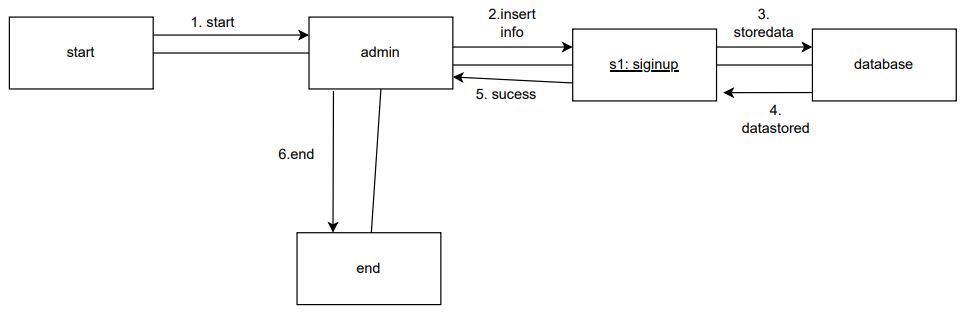 1. start
start
admin
2.insert
info
s1: siginup
3.
storedata
database
5. sucess
4.
datastored
6.end
end